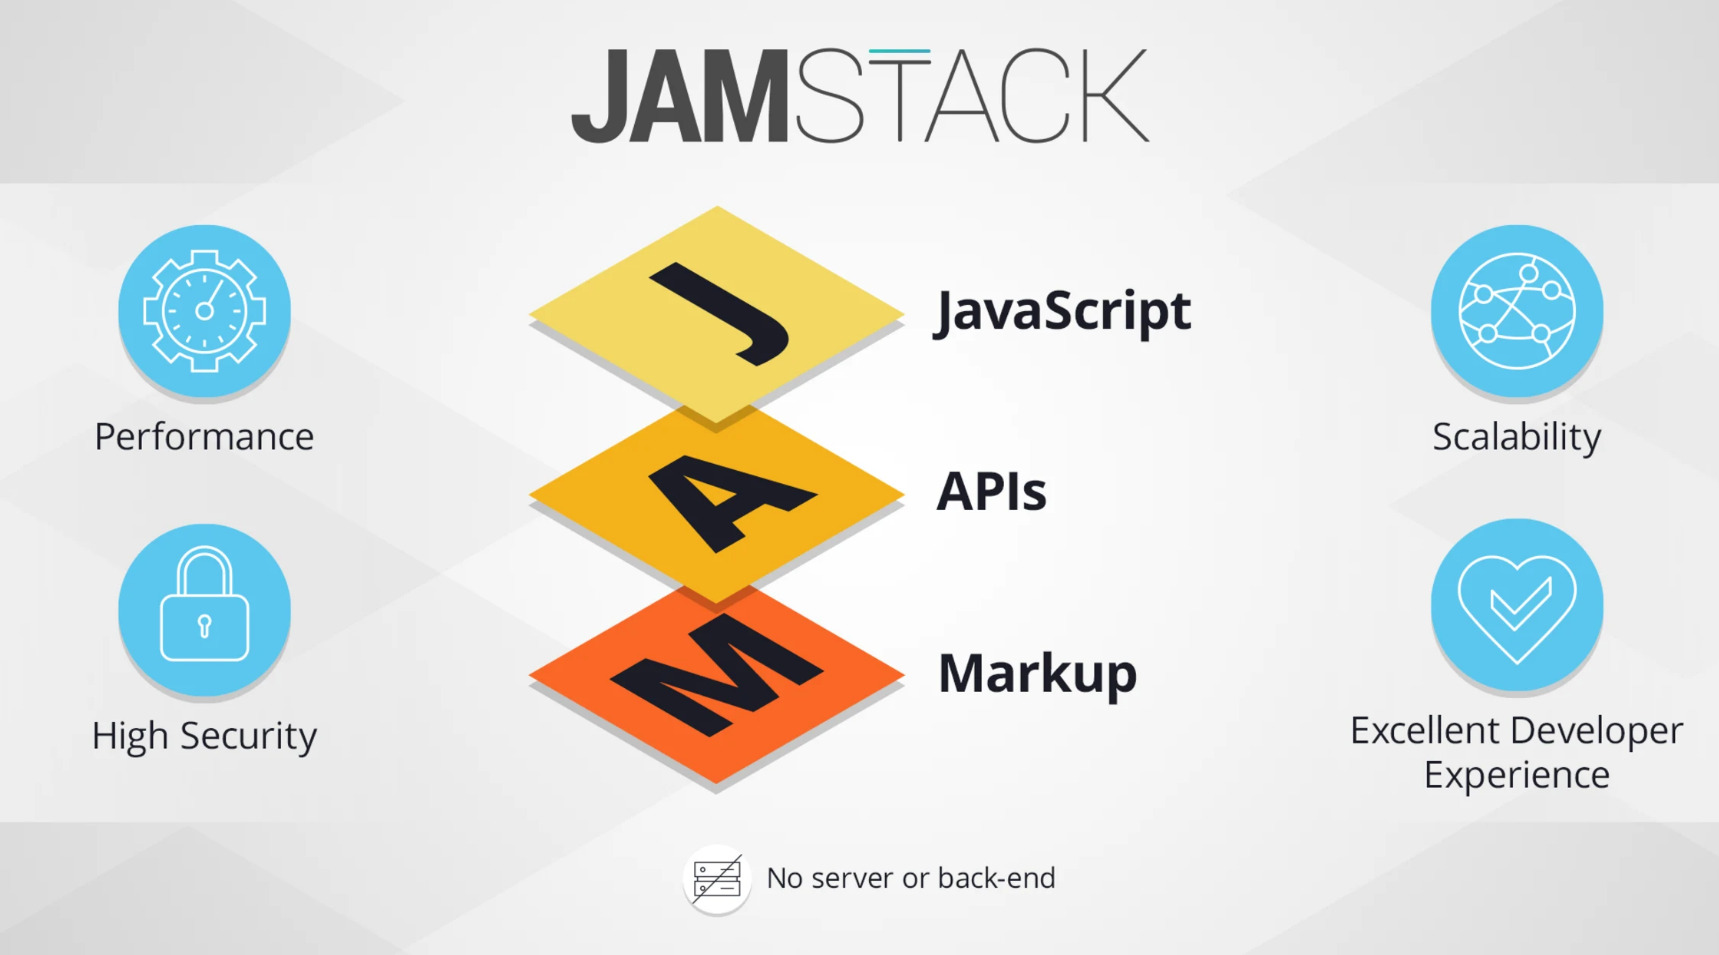 JAMSTACK
J
JavaScript
A
APIs
M
Markup
Performance
High Security
Scalability
Excellent Developer
Experience
No server or back-end